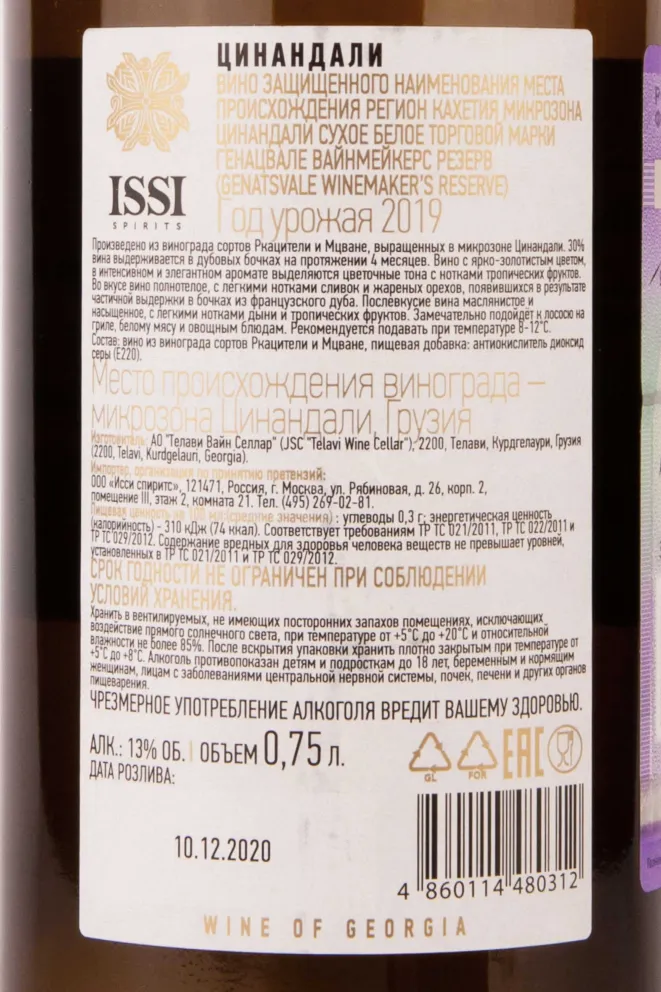 ISSI
SPIRITS
ЦИНАНДАЛИ
ВИНО ЗАЩИЩЕННОГО НАИМЕНОВАНИЯ МЕСТА
ПРОИСХОЖДЕНИЯ РЕГИОН КАХЕТИЯ МИКРОЗОНА
ЦИНАНДАЛИ СУХОЕ БЕЛОЕ ТОРГОВОЙ МАРКИ
ГЕНАЦВАЛЕ ВАЙНМЕЙКЕРС РЕЗЕРВ
(GENATSVALE WINEMAKER'S RESERVE)
Год урожая 2019
Произведено из винограда сортов Ркацители и Мцване, выращенных в микрозоне Цинандали. 30%
вина выдерживается в дубовых бочках на протяжении 4 месяцев. Вино с ярко-золотистым цветом,
в интенсивном и элегантном аромате выделяются цветочные тона с нотками тропических фруктов.
Во вкусе вино полнотелое, с легкими нотками сливок и жареных орехов, появившихся в результате
частичной выдержки в бочках из французского дуба. Послевкусие вина маслянистое и
насыщенное, с легкими нотками дыни и тропических фруктов. Замечательно подойдет к лосось на
гриле, белому мясу и овощным блюдам. Рекомендуется подавать при температуре 8-12°С.
Состав: вино из винограда сортов Ркацители и Мцване, пищевая добавка: антиокислитель диоксид
серы (Е220).
Место происхождения винограда –
микрозона Цинандали, Грузия
Изготовитель: АО "Телави Вайн Селлар" (JSC "Telavi Wine Cellar"), 2200, Телави, Курдгелаури, Грузия
(2200, Telavi, Kurdgelauri, Georgia).
Импортер, организация по принятию претензий:
ООО «Исси спиритс», 121471, Россия, г. Москва, ул. Рябиновая, д. 26, корп. 2,
помещение III, этаж 2, комната 21. Тел. (495) 269-02-81.
Пищевая ценность на 100 мл (средние значения) : углеводы 0,3 г; энергетическая ценность
(калорийность) - 310 кДж (74 ккал). Соответствует требованиям ТР ТС 021/2011, ТР ТС 022/2011 и
ТР ТС 029/2012. Содержание вредных для здоровья человека веществ не превышает уровней,
установленных в ТР ТС 021/2011 и ТР ТС 029/2012.
СРОК ГОДНОСТИ НЕ ОГРАНИЧЕН ПРИ СОБЛЮДЕНИИ
УСЛОВИЙ ХРАНЕНИЯ.
Хранить в вентилируемых, не имеющих посторонних запахов помещениях, исключающих
воздействие прямого солнечного света, при температуре от +5°С до +20°С и относительной
влажности не более 85%. После вскрытия упаковки хранить плотно закрытым при температуре от
+5°С до +8°С. Алкоголь противопоказан детям и подросткам до 18 лет, беременным и кормящим
женщинам, лицам с заболеваниями центральной нервной системы, почек, печени и других органов
пищеварения.
ЧРЕЗМЕРНОЕ УПОТРЕБЛЕНИЕ АЛКОГОЛЯ ВРЕДИТ ВАШЕМУ ЗДОРОВЬЮ.
АЛК.: 13% ОБ. | ОБЪЕМ 0,75 л.
ДАТА РОЗЛИВА:
GL
FOR
EAC
10.12.2020
4 860114 480312
WINE OF GEORGIA